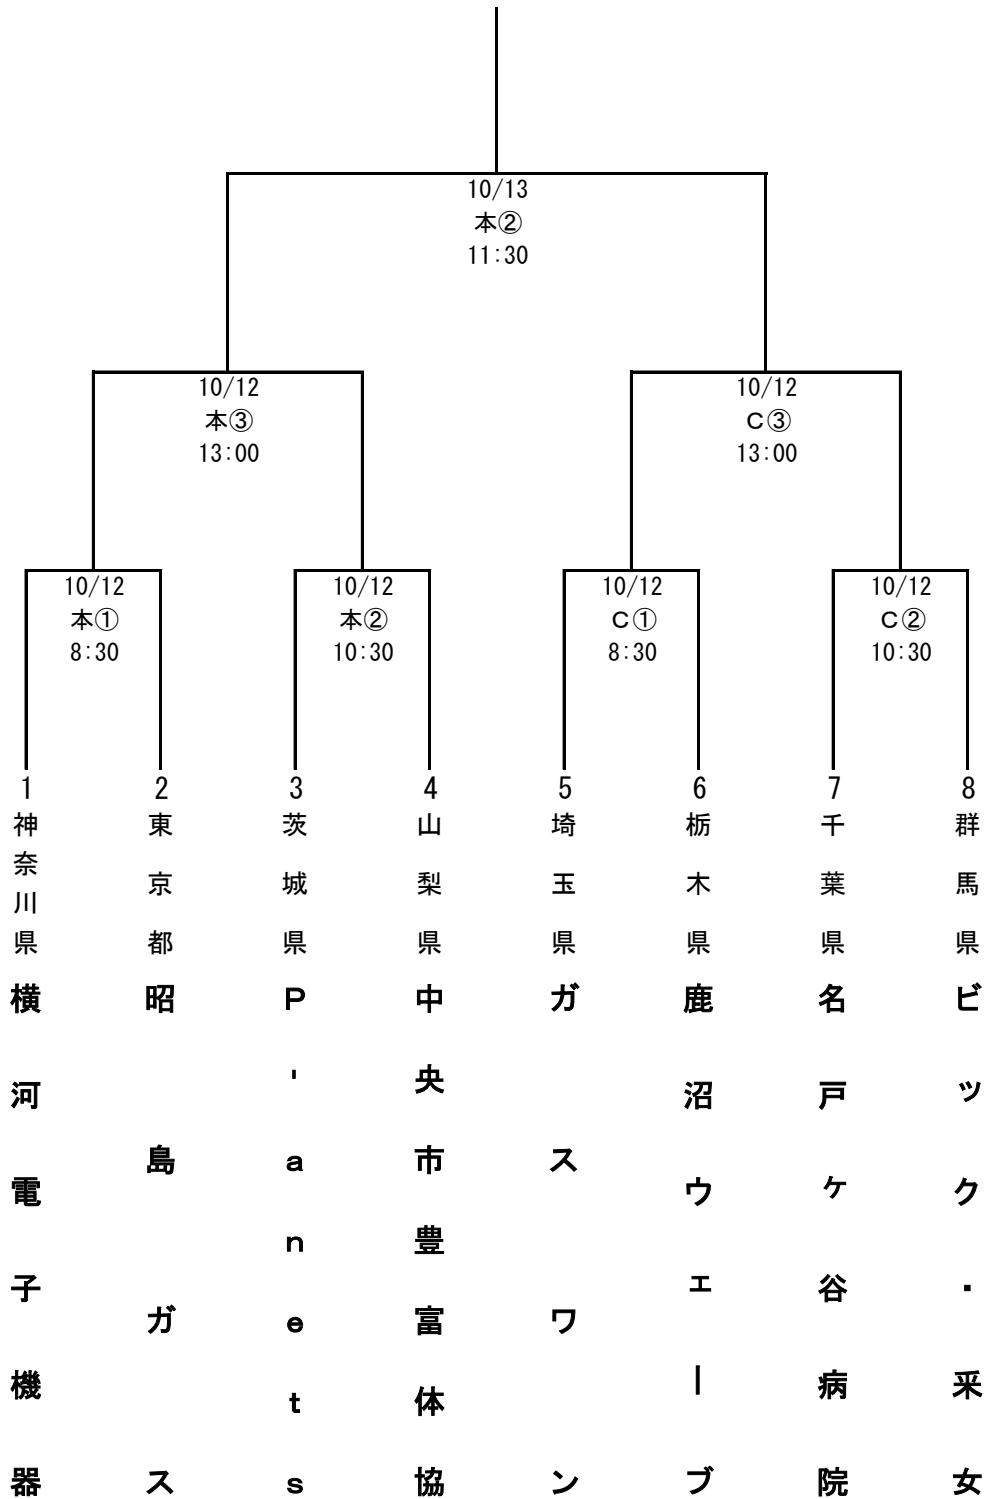 10/13
本②
11:30
10/12
本③
13:00
10/12
C③
13:00
10/12
本①
8:30
10/12
本②
10:30
10/12
C①
8:30
10/12
C②
10:30
1
神奈川県
横河電子機器
2
東京都
昭島ガス
3
茨城県
P'anets
4
山梨県
中央市豊富体協
5
埼玉県
ガスワン
6
栃木県
鹿沼ウェーブ
7
千葉県
名戸ケ谷病院
8
群馬県
ビック・采女